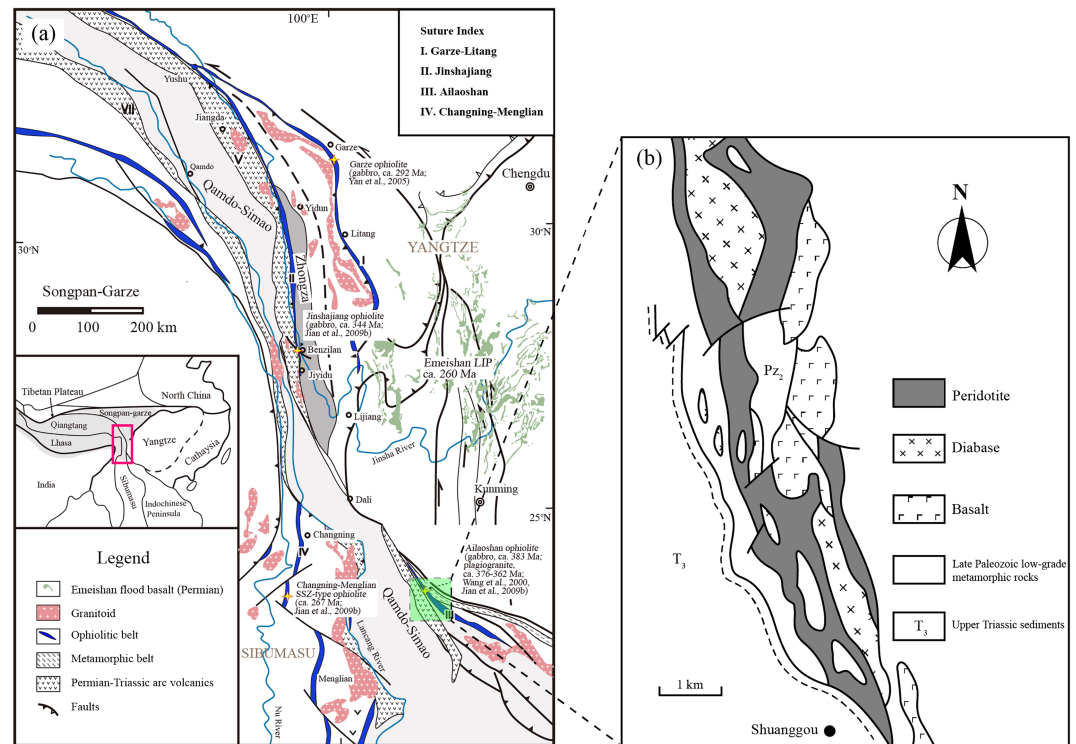 (a)
100°E
Suture Index
I. Garze-Litang
II. Jinshajiang
III. Ailaoshan
IV. Changning-Menglian
Yushu
VII
Jiangda
V
Qamdo
Qamdo-Simao
Garze
Garze ophiolite
(gabbro, ca. 292 Ma;
Yan et al., 2005)
Chengdu
Yidun
Litang
YANGTZE
30°N
30°N
Zhongza
II
Songpan-Garze
0 100 200 km
Jinshajiang ophiolite
(gabbro, ca. 344 Ma;
Jian et al., 2009b)
Benzilan
Jiyidu
Emeishan LIP
ca. 260 Ma
Lijiang
Jinsha River
Tibetan Plateau
North China
Songpan-garze
Qiangtang
Lhasa
Yangtze
Cathaysia
India
Sibumasu
Indochinese
Peninsula
Dali
Kunming
25°N
Changning
IV
Ailaoshan ophiolite
(gabbro, ca. 383 Ma;
plagiogranite,
ca. 376-362 Ma;
Wang et al., 2000,
Jian et al., 2009b)
III
Changning-Menglian
SSZ-type ophiolite
(ca. 267 Ma;
Jian et al., 2009b)
Qamdo-Simao
Lancang River
SIBUMASU
Menglian
Nu River
Legend
Emeishan flood basalt (Permian)
Granitoid
Ophiolitic belt
Metamorphic belt
Permian-Triassic arc volcanics
Faults
(b)
N
Pz2
T3
Peridotite
Diabase
Basalt
Late Paleozoic low-grade
metamorphic rocks
T3
Upper Triassic sediments
1 km
Shuanggou